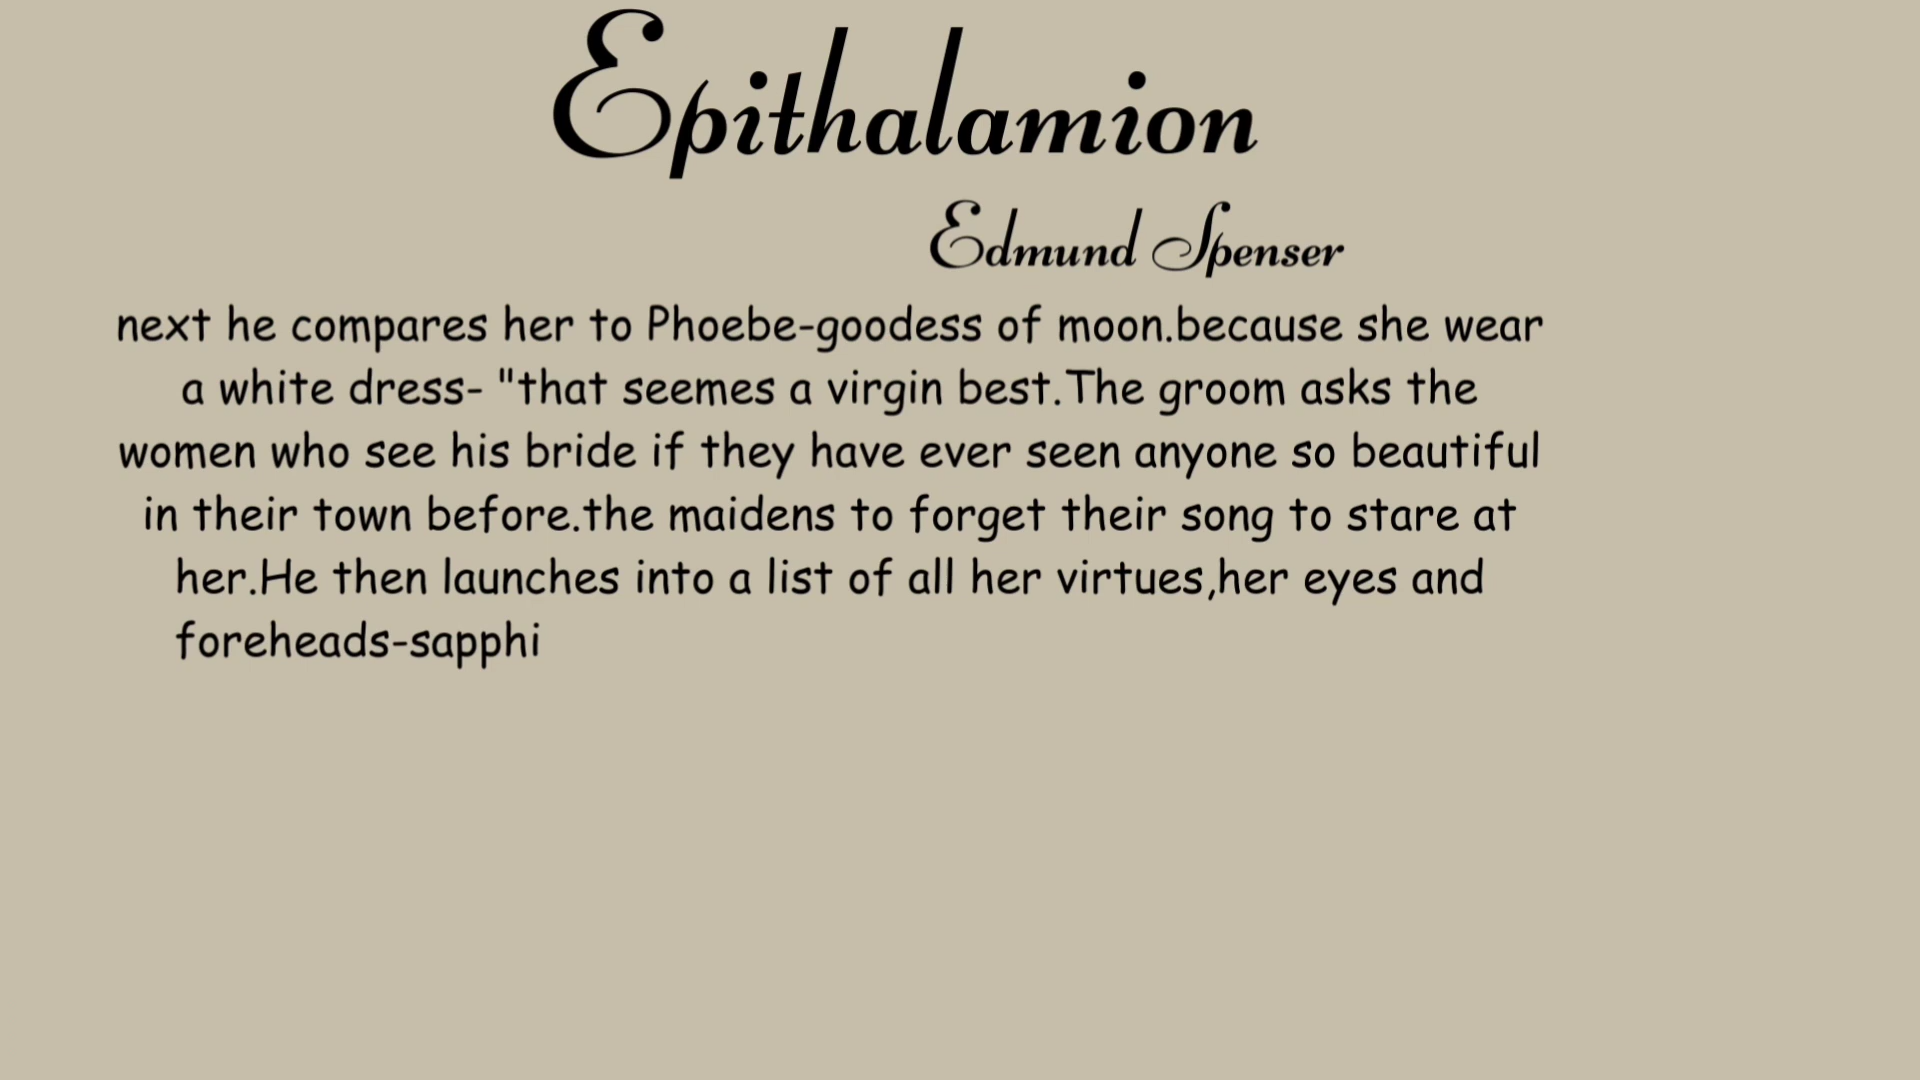 Epithalamion
Edmund Spenser
next he compares her to Phoebe-goodess of moon.because she wear
a white dress- "that seemes a virgin best.The groom asks the
women who see his bride if they have ever seen anyone so beautiful
in their town before.the maidens to forget their song to stare at
her.He then launches into a list of all her virtues,her eyes and
foreheads-sapphi